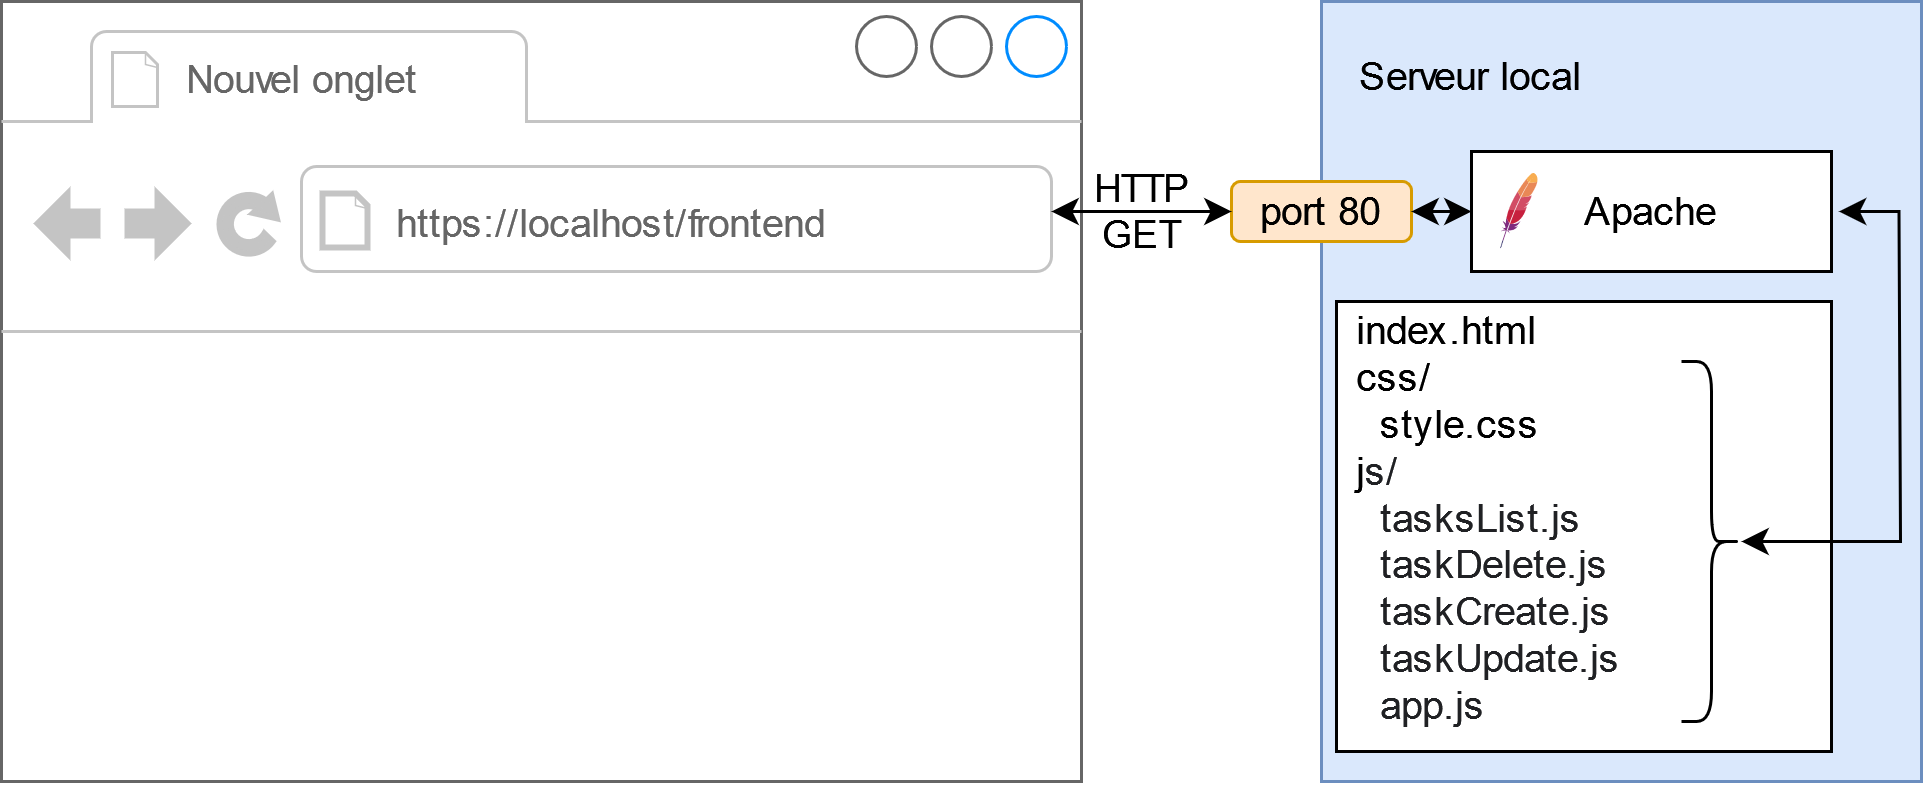 Nouvel onglet
https://localhost/frontend
HTTP
GET
port 80
Serveur local
Apache
index.html
css/
style.css
js/
tasksList.js
taskDelete.js
taskCreate.js
taskUpdate.js
app.js